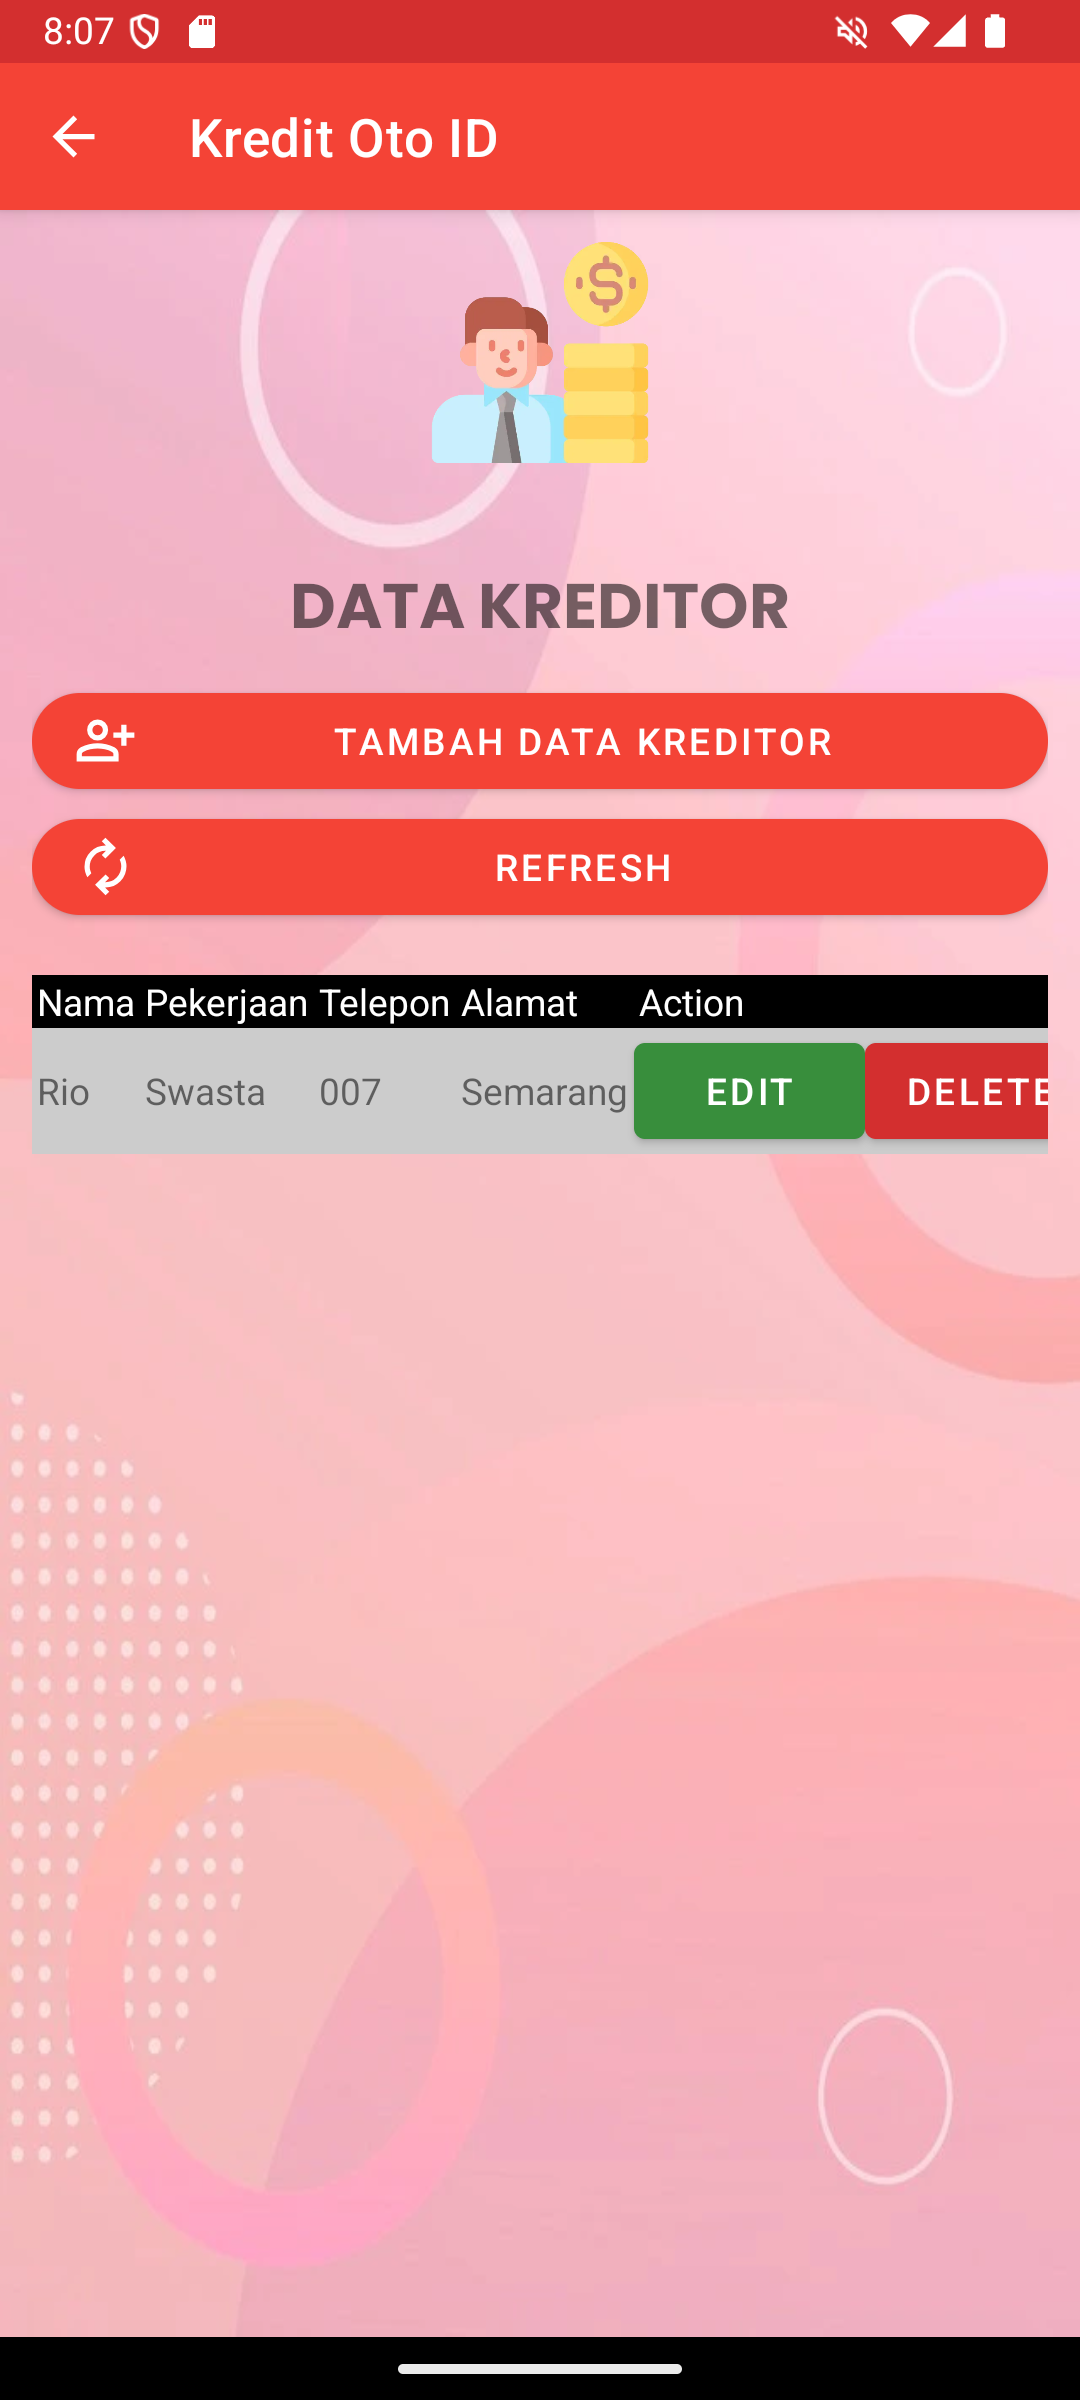 8:07
Kredit Oto ID
DATA KREDITOR
TAMBAH DATA KREDITOR
REFRESH
Nama Pekerjaan Telepon Alamat Action
Rio Swasta 007 Semarang EDIT DELETE